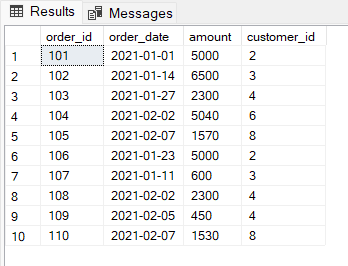 Results Messages
order_id order_date amount customer_id
1 101 2021-01-01 5000 2
2 102 2021-01-14 6500 3
3 103 2021-01-27 2300 4
4 104 2021-02-02 5040 6
5 105 2021-02-07 1570 8
6 106 2021-01-23 5000 2
7 107 2021-01-11 600 3
8 108 2021-02-02 2300 4
9 109 2021-02-05 450 4
10 110 2021-02-07 1530 8